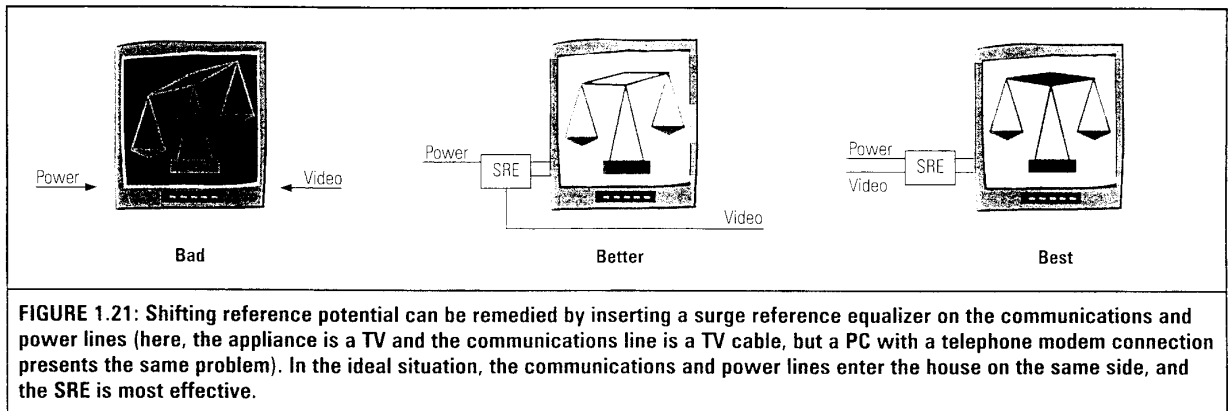 Power
Video
Bad
Power
SRE
Video
Better
Power
Video
SRE
Best
FIGURE 1.21: Shifting reference potential can be remedied by inserting a surge reference equalizer on the communications and
power lines (here, the appliance is a TV and the communications line is a TV cable, but a PC with a telephone modem connection
presents the same problem). In the ideal situation, the communications and power lines enter the house on the same side, and
the SRE is most effective.